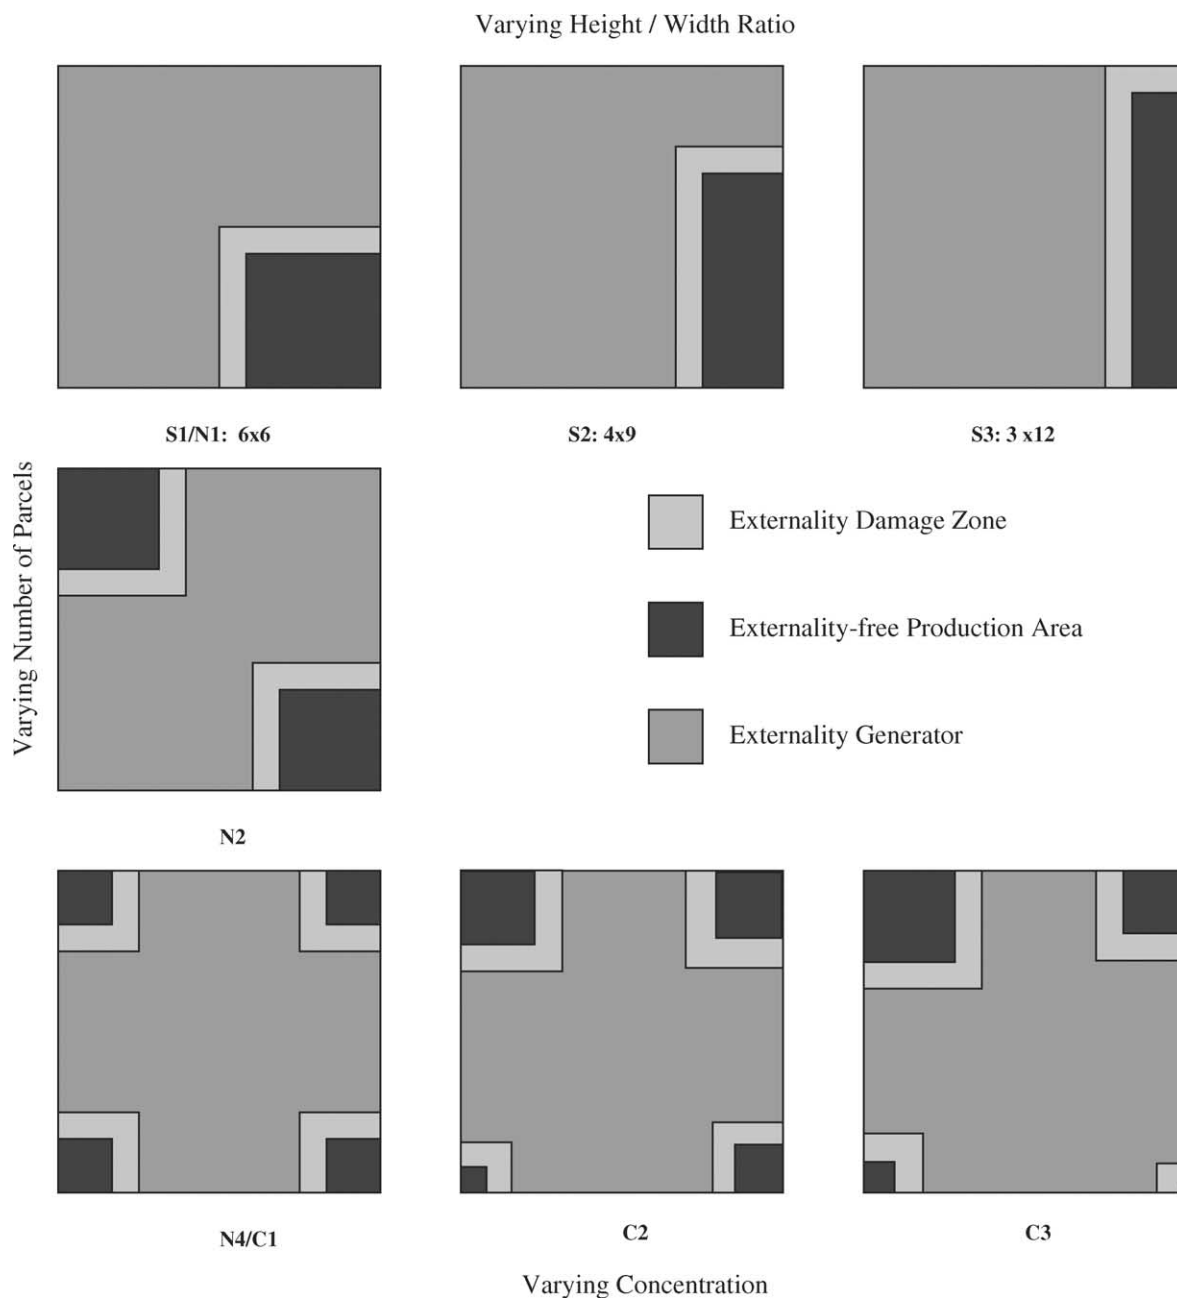 Varying Height / Width Ratio
S1/N1: 6x6
S2: 4x9
S3: 3 x12
Varying Number of Parcels
Externality Damage Zone
Externality-free Production Area
Externality Generator
N2
N4/C1
C2
C3
Varying Concentration